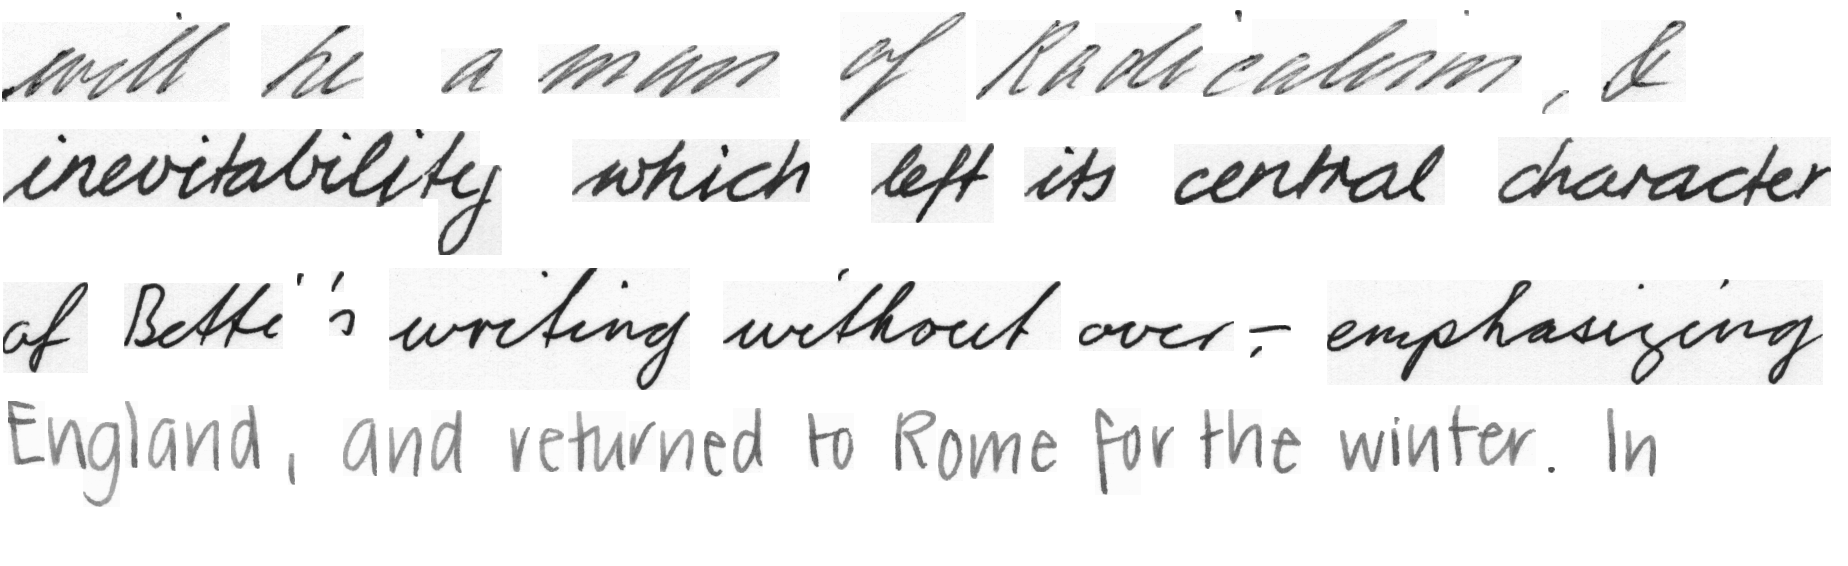 will be a man of Radicalism, &
inevitability which left its central character
of Betti's writing without over-emphasizing
England, and returned to Rome for the winter. In